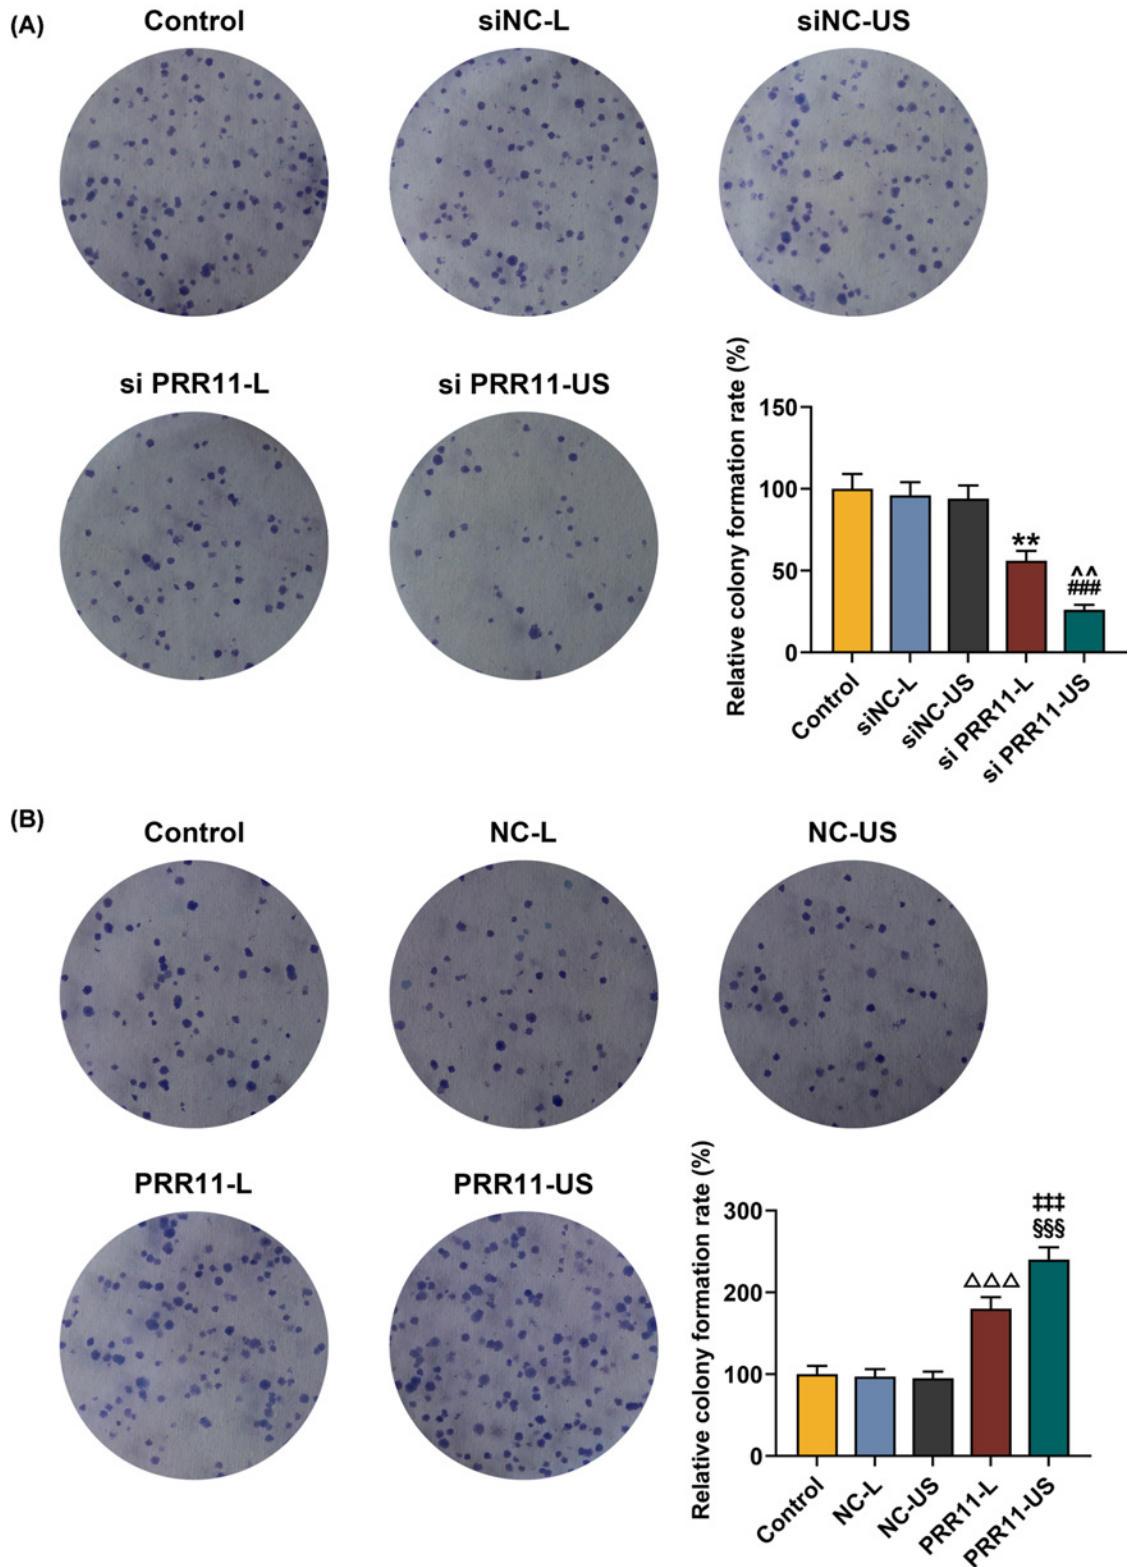 (A)
Control
siNC-L
siNC-US
si PRR11-L
si PRR11-US
Relative colony formation rate (%)
150
100
50
0
**
^^
###
Control
siNC-L
siNC-US
si PRR11-L
si PRR11-US
(B)
Control
NC-L
NC-US
PRR11-L
PRR11-US
Relative colony formation rate (%)
300
200
100
0
△△△
‡‡‡
§§§
Control
NC-L
NC-US
PRR11-L
PRR11-US